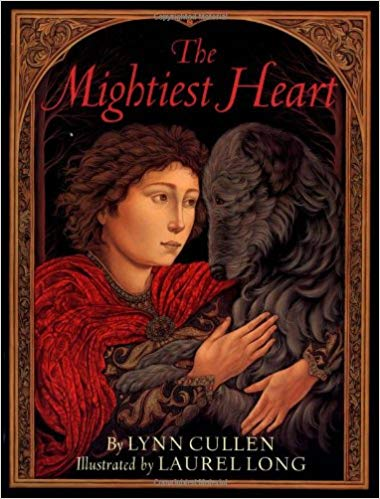 The
Mightiest Heart
By LYNN CULLEN
Illustrated by LAUREL LONG